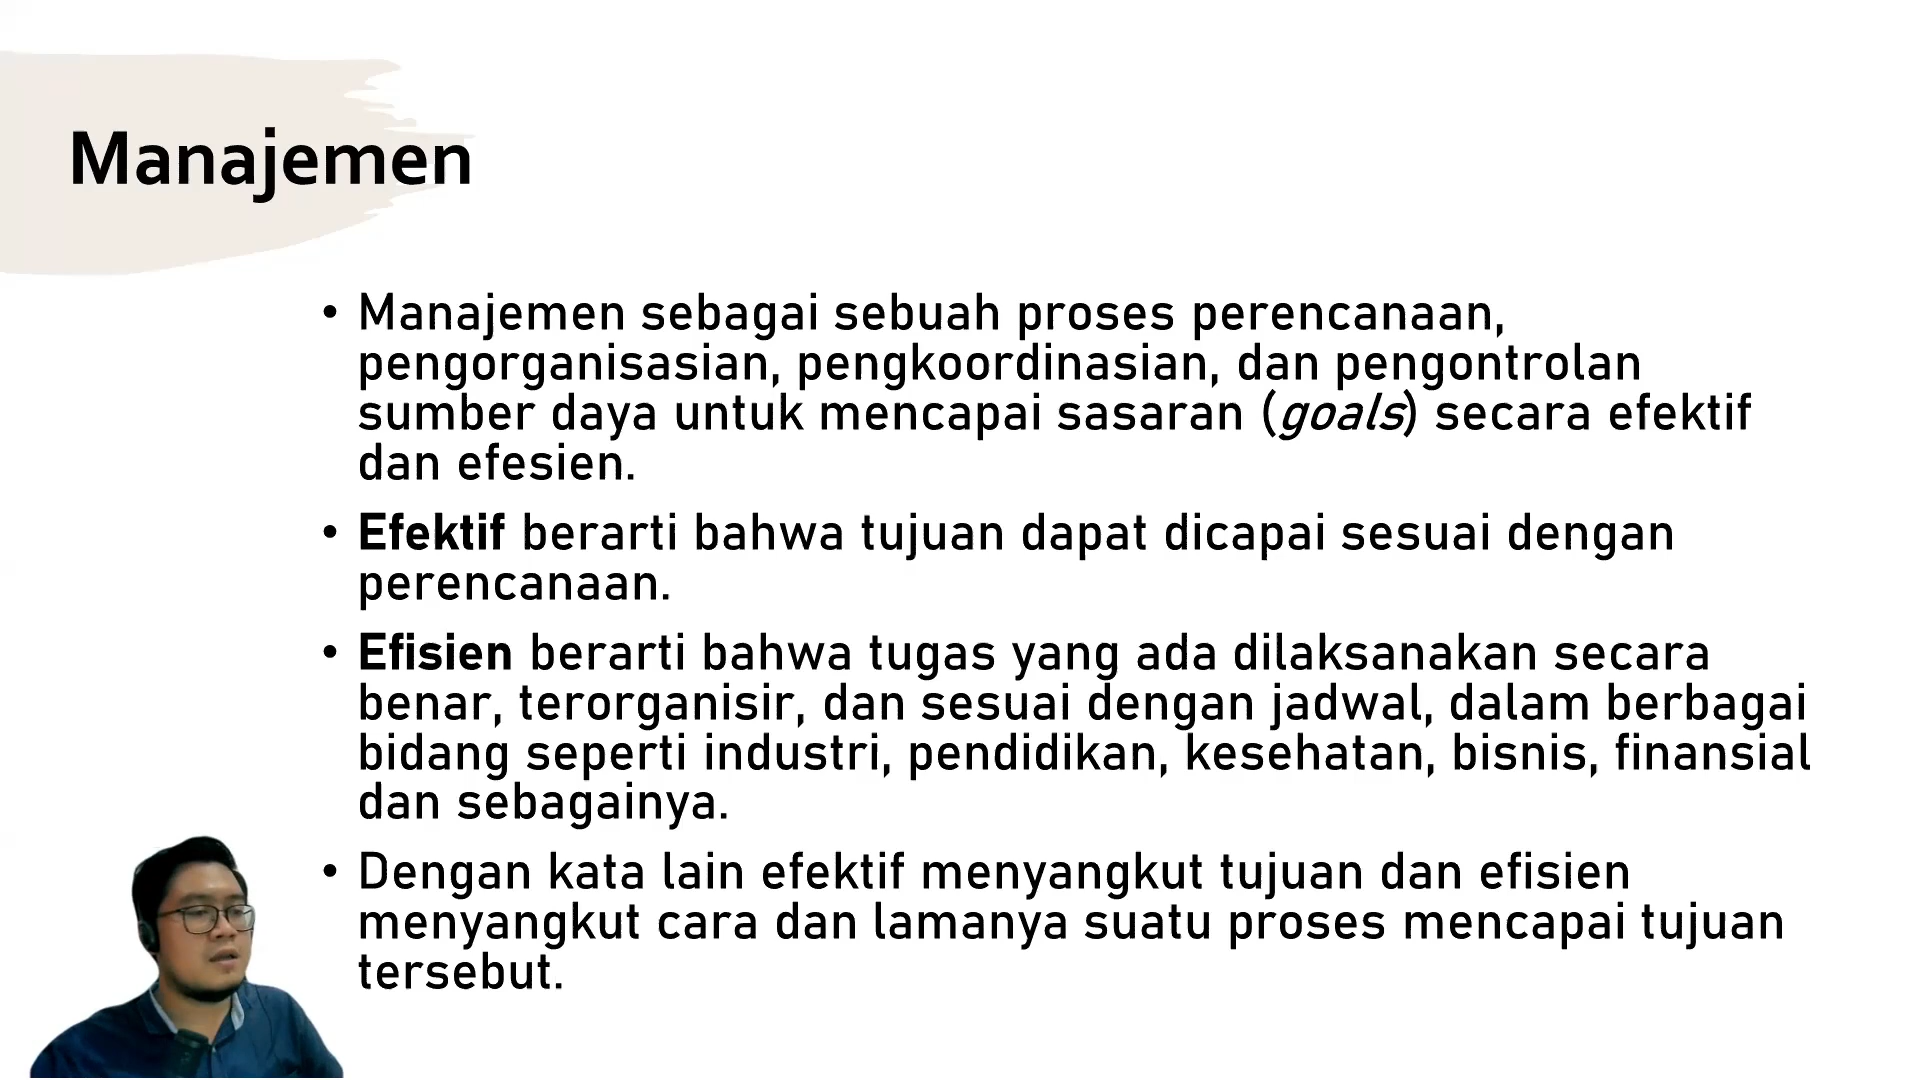 Manajemen
• Manajemen sebagai sebuah proses perencanaan,
pengorganisasian, pengkoordinasian, dan pengontrolan
sumber daya untuk mencapai sasaran (goals) secara efektif
dan efesien.
• Efektif berarti bahwa tujuan dapat dicapai sesuai dengan
perencanaan.
• Efisien berarti bahwa tugas yang ada dilaksanakan secara
benar, terorganisir, dan sesuai dengan jadwal, dalam berbagai
bidang seperti industri, pendidikan, kesehatan, bisnis, finansial
dan sebagainya.
• Dengan kata lain efektif menyangkut tujuan dan efisien
menyangkut cara dan lamanya suatu proses mencapai tujuan
tersebut.